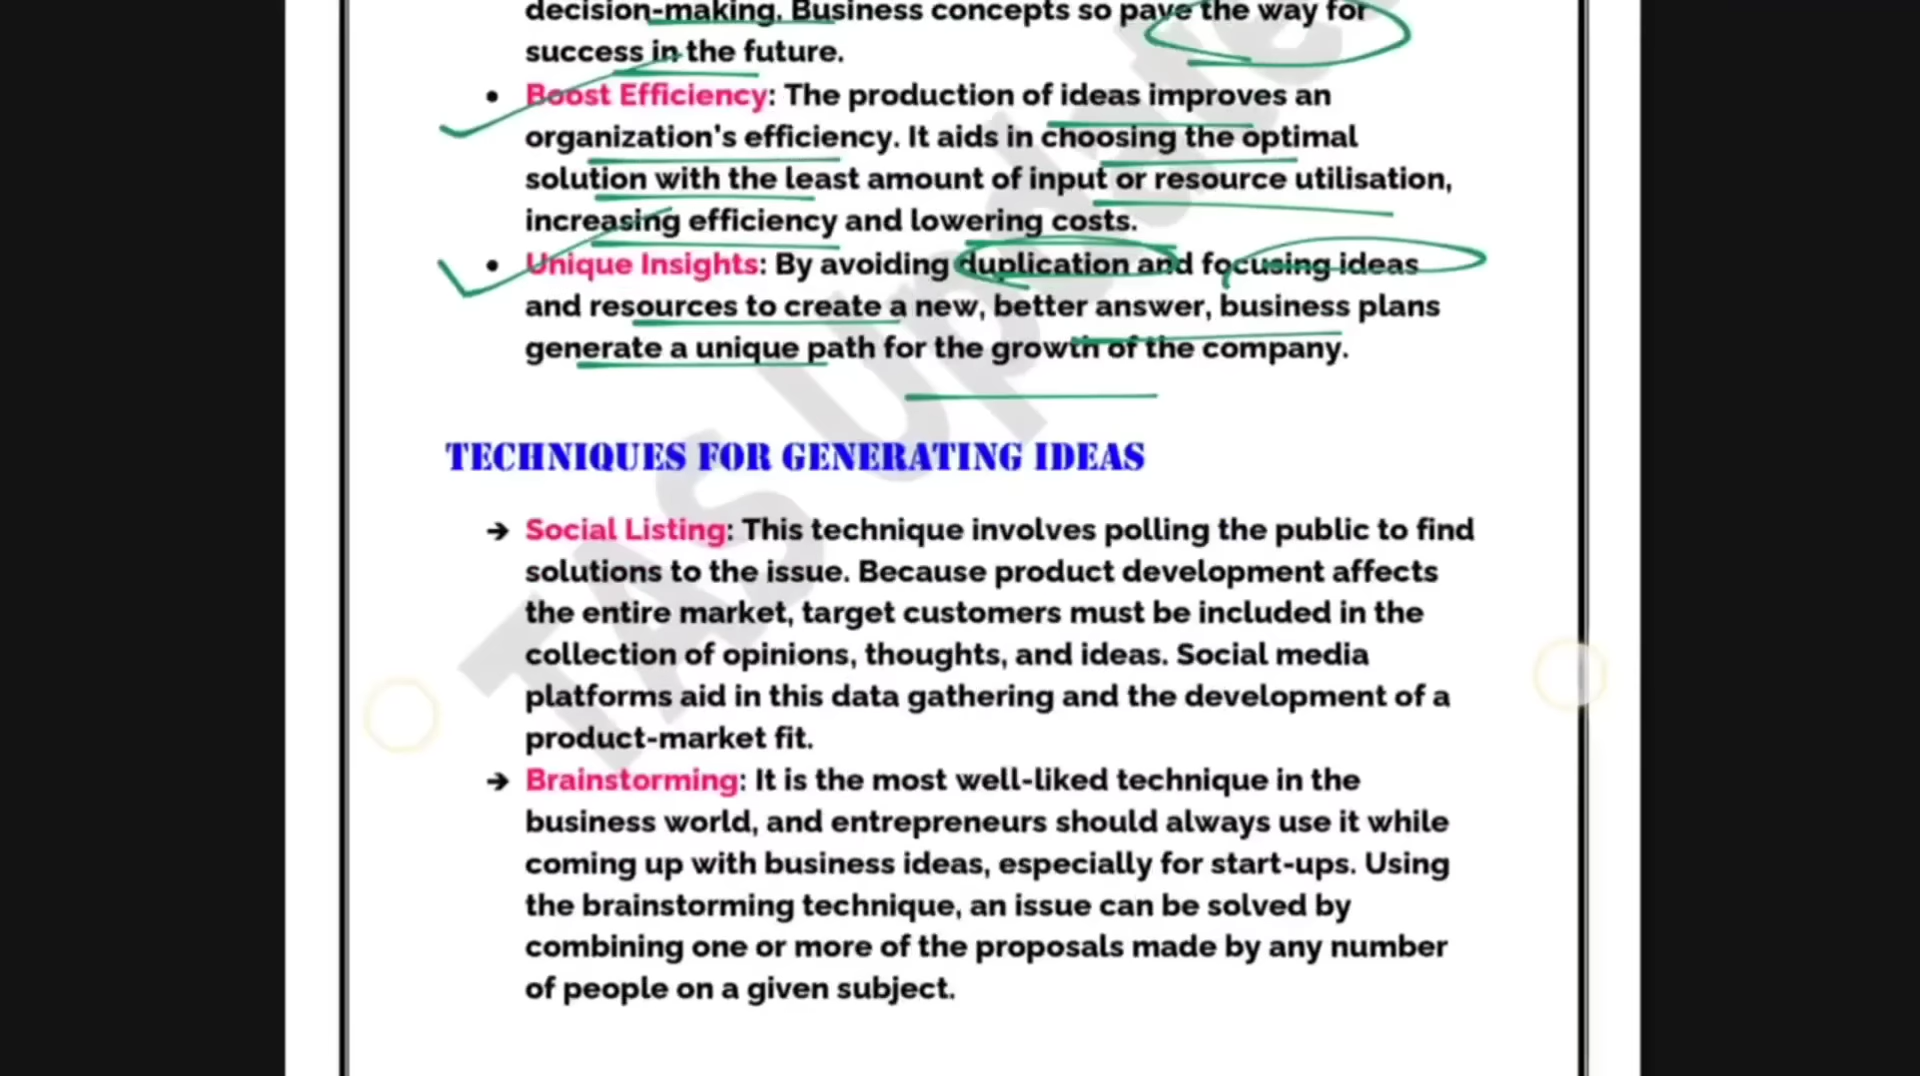 decision-making. Business concepts so pave the way for
success in the future.
• Boost Efficiency: The production of ideas improves an
organization's efficiency. It aids in choosing the optimal
solution with the least amount of input or resource utilisation,
increasing efficiency and lowering costs.
• Unique Insights: By avoiding duplication and focusing ideas
and resources to create a new, better answer, business plans
generate a unique path for the growth of the company.
TECHNIQUES FOR GENERATING IDEAS
→ Social Listing: This technique involves polling the public to find
solutions to the issue. Because product development affects
the entire market, target customers must be included in the
collection of opinions, thoughts, and ideas. Social media
platforms aid in this data gathering and the development of a
product-market fit.
→ Brainstorming: It is the most well-liked technique in the
business world, and entrepreneurs should always use it while
coming up with business ideas, especially for start-ups. Using
the brainstorming technique, an issue can be solved by
combining one or more of the proposals made by any number
of people on a given subject.
TAS